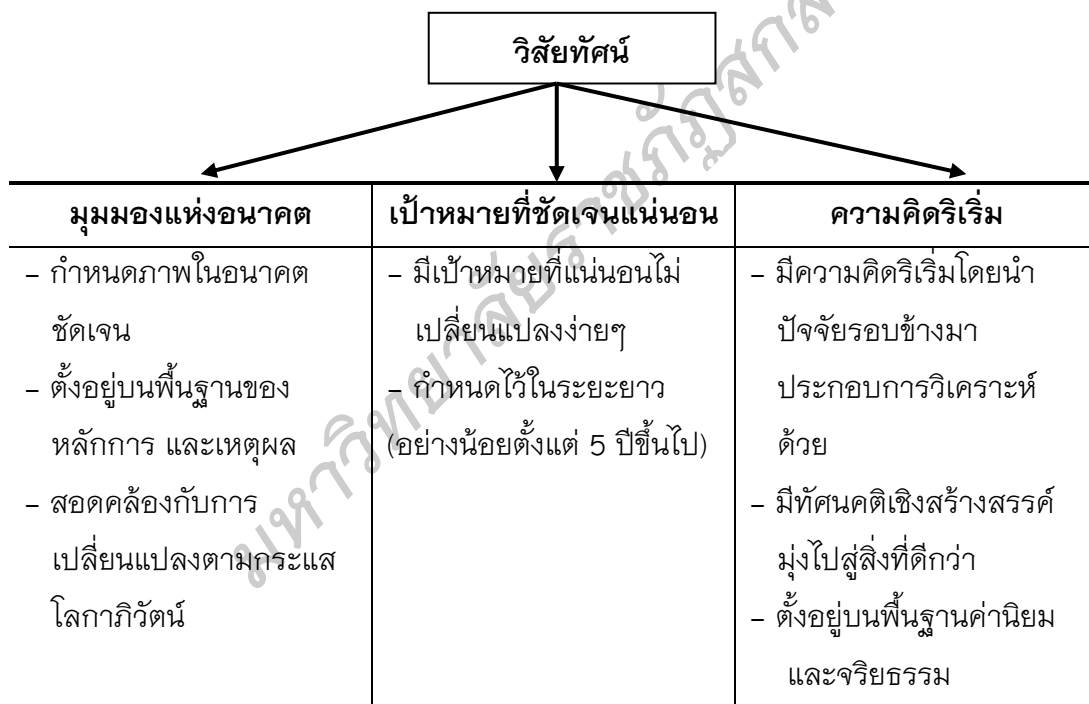 วิสัยทัศน์
มุมมองแห่งอนาคต
– กำหนดภาพในอนาคต
ชัดเจน
– ตั้งอยู่บนพื้นฐานของ
หลักการ และเหตุผล
– สอดคล้องกับการ
เปลี่ยนแปลงตามกระแส
โลกาภิวัตน์
เป้าหมายที่ชัดเจนแน่นอน
– มีเป้าหมายที่แน่นอนไม่
เปลี่ยนแปลงง่ายๆ
– กำหนดไว้ในระยะยาว
(อย่างน้อยตั้งแต่ 5 ปีขึ้นไป)
ความคิดริเริ่ม
– มีความคิดริเริ่มโดยนำ
ปัจจัยรอบข้างมา
ประกอบการวิเคราะห์
ด้วย
– มีทัศนคติเชิงสร้างสรรค์
มุ่งไปสู่สิ่งที่ดีกว่า
– ตั้งอยู่บนพื้นฐานค่านิยม
และจริยธรรม
มหาวิทยาลัยราชภัฏ